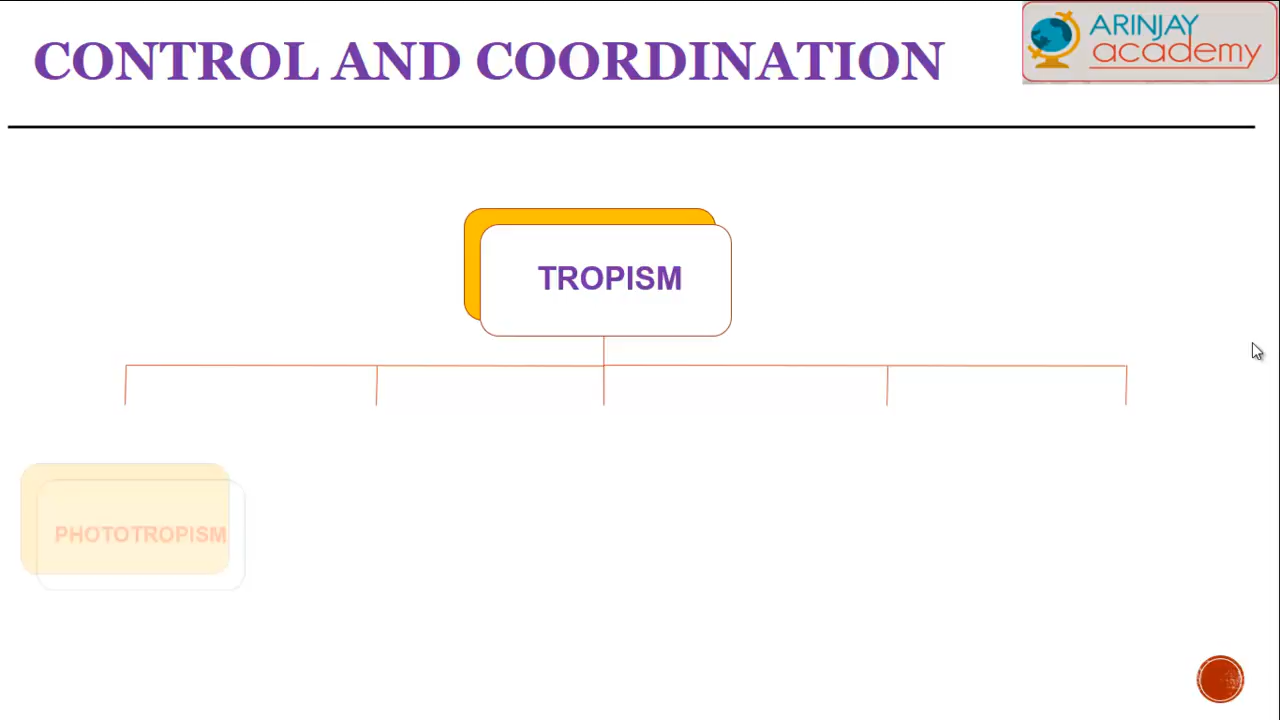 CONTROL AND COORDINATION
ARINJAY
academy
TROPISM
PHOTOTROPISM